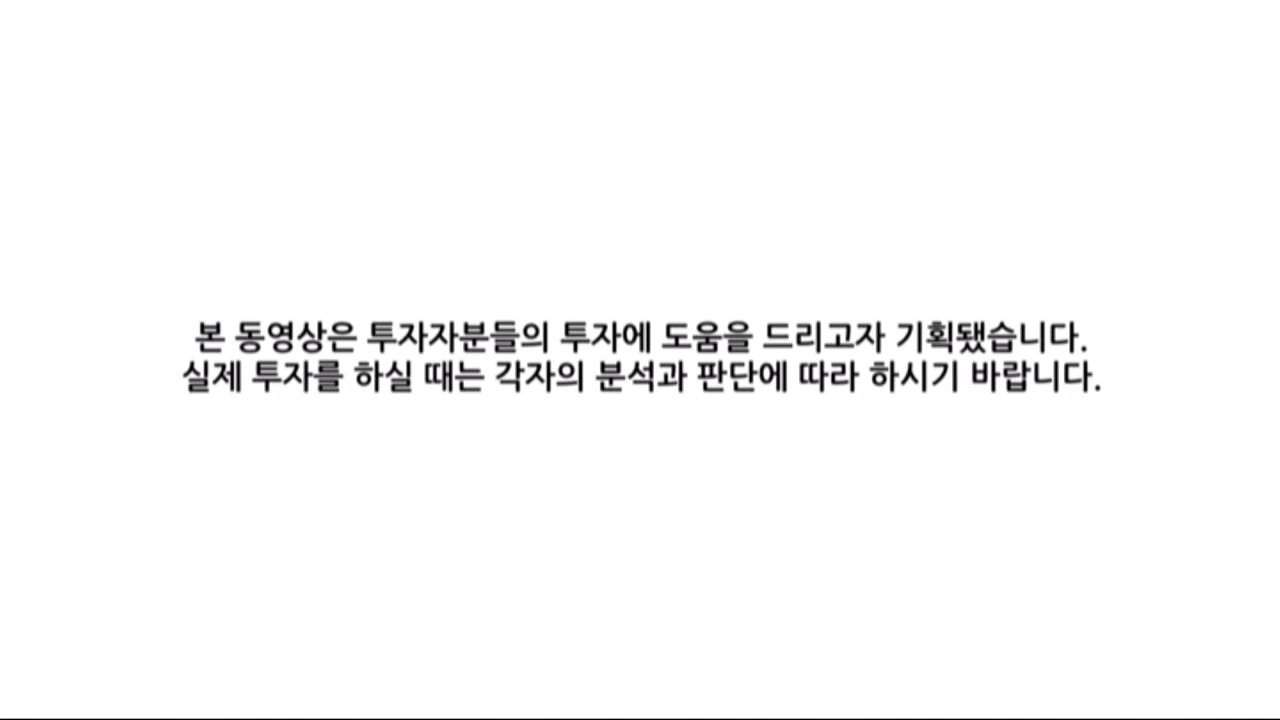 본 동영상은 투자자분들의 투자에 도움을 드리고자 기획됐습니다.
실제 투자를 하실 때는 각자의 분석과 판단에 따라 하시기 바랍니다.